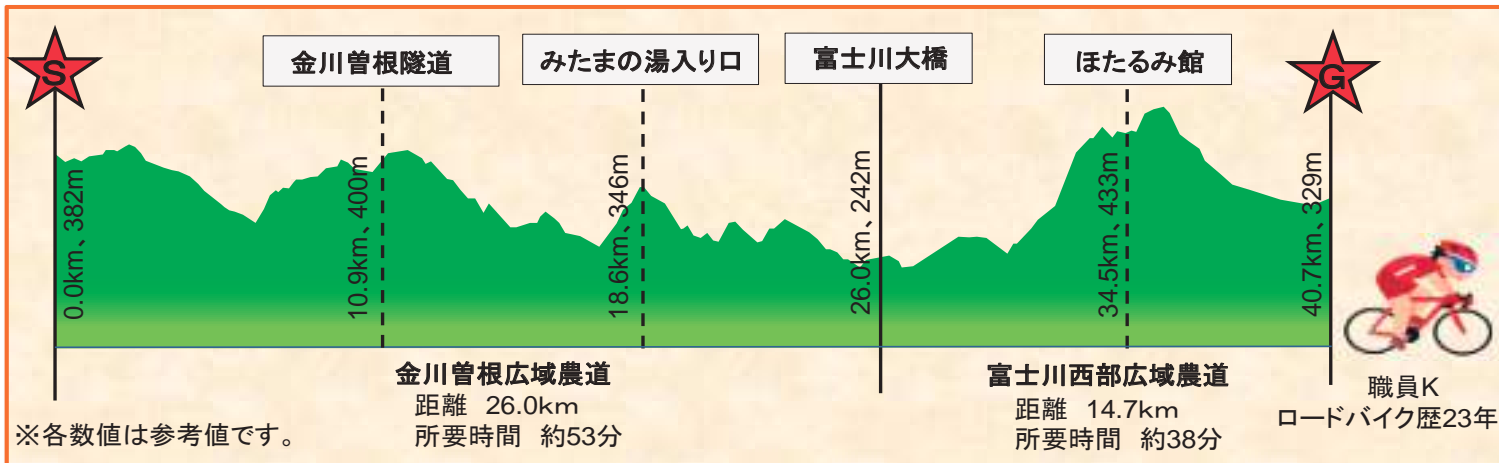 S
金川曽根隧道
みたまの湯入り口
富士川大橋
ほたるみ館
G
0.0km、382m
10.9km、400m
18.6km、346m
26.0km、242m
34.5km、433m
40.7km、329m
金川曽根広域農道
距離 26.0km
所要時間 約53分
富士川西部広域農道
距離 14.7km
所要時間 約38分
職員K
ロードバイク歴23年
※各数値は参考値です。